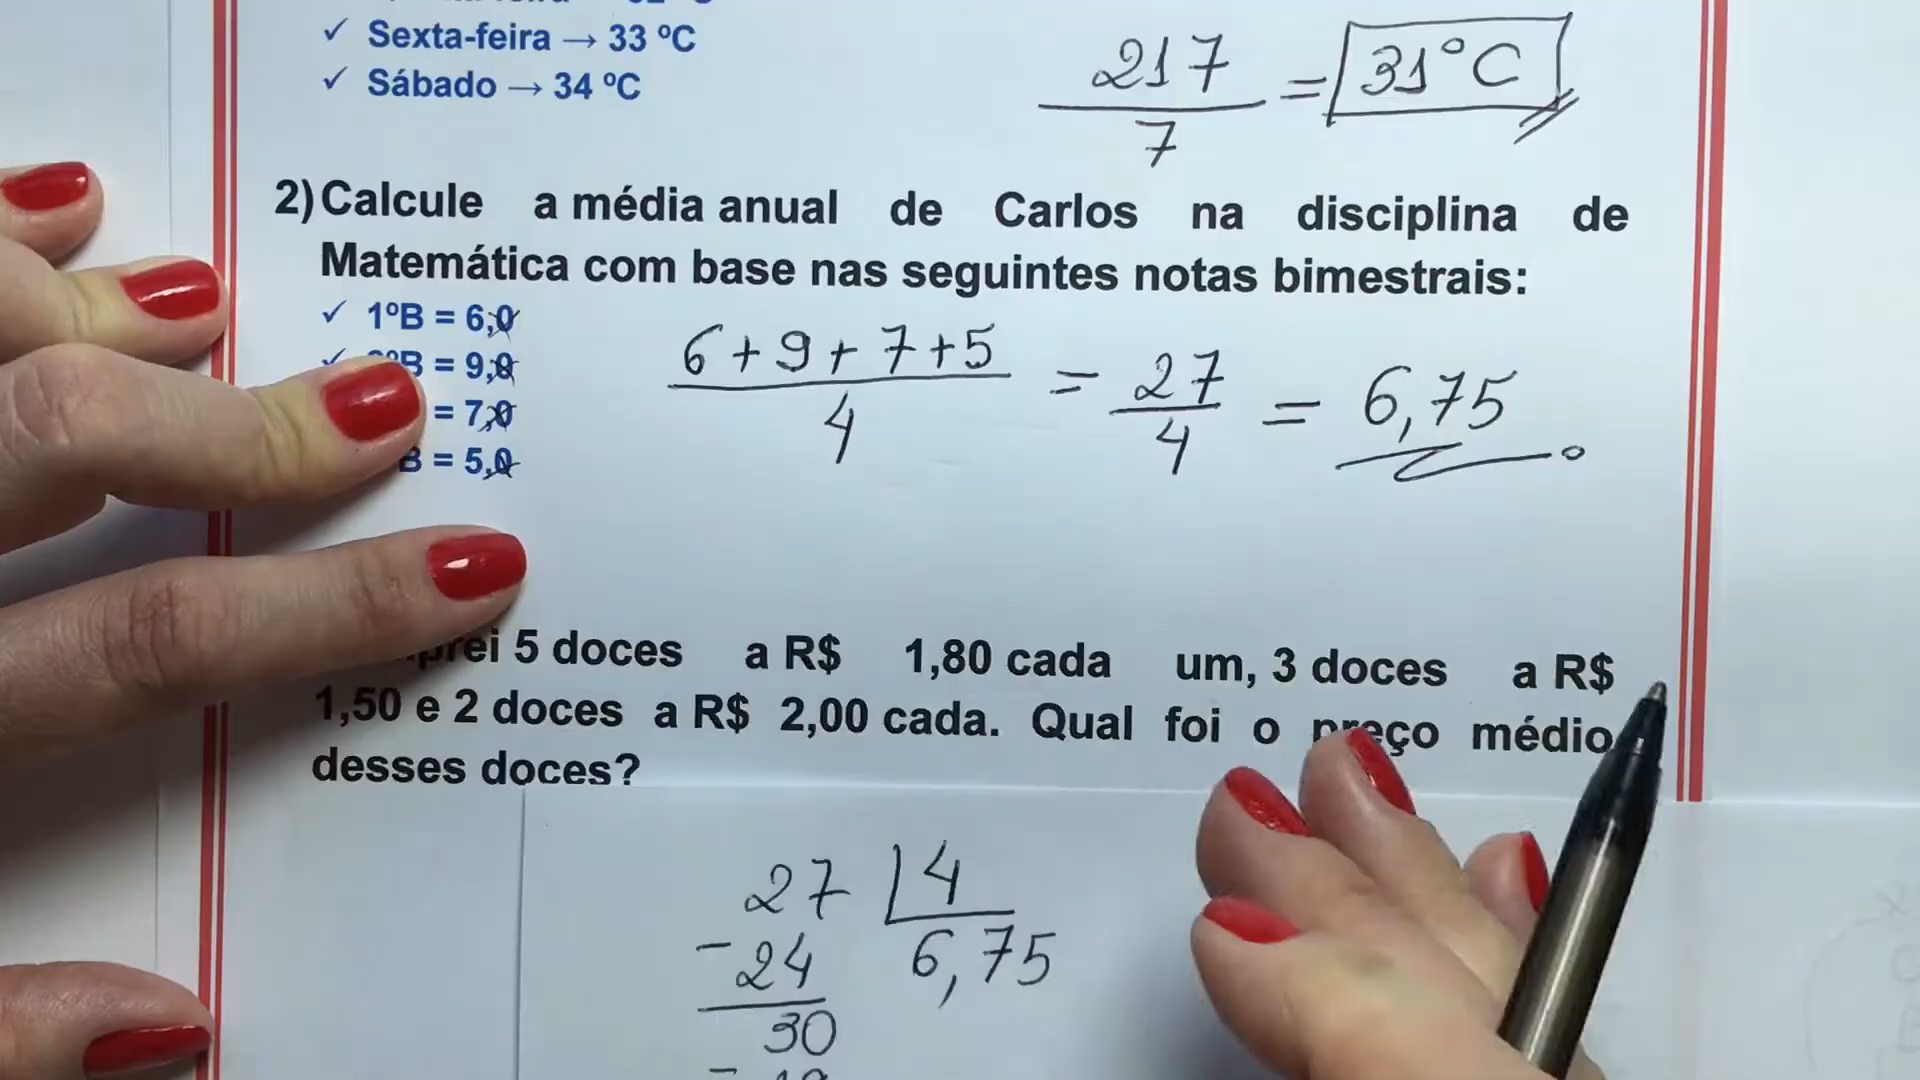 ✓ Sexta-feira → 33 ºC
✓ Sábado → 34 ºC
217
7
= 31°C
2) Calcule a média anual de Carlos na disciplina de
Matemática com base nas seguintes notas bimestrais:
✓ 1ºB = 6,0
B = 9,0
= 7,0
B = 5,0
6 + 9 + 7 + 5
4
= 27
4
= 6,75
5 doces a R$ 1,80 cada um, 3 doces a R$
1,50 e 2 doces a R$ 2,00 cada. Qual foi o preço médio
desses doces?
27 | 4
- 24 6,75
30